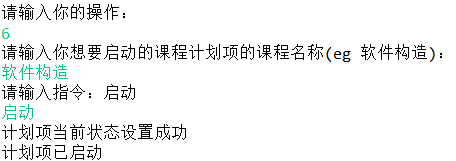 请输入你的操作:
6
请输入你想要启动的课程计划项的课程名称(eg 软件构造):
软件构造
请输入指令: 启动
启动
计划项当前状态设置成功
计划项已启动